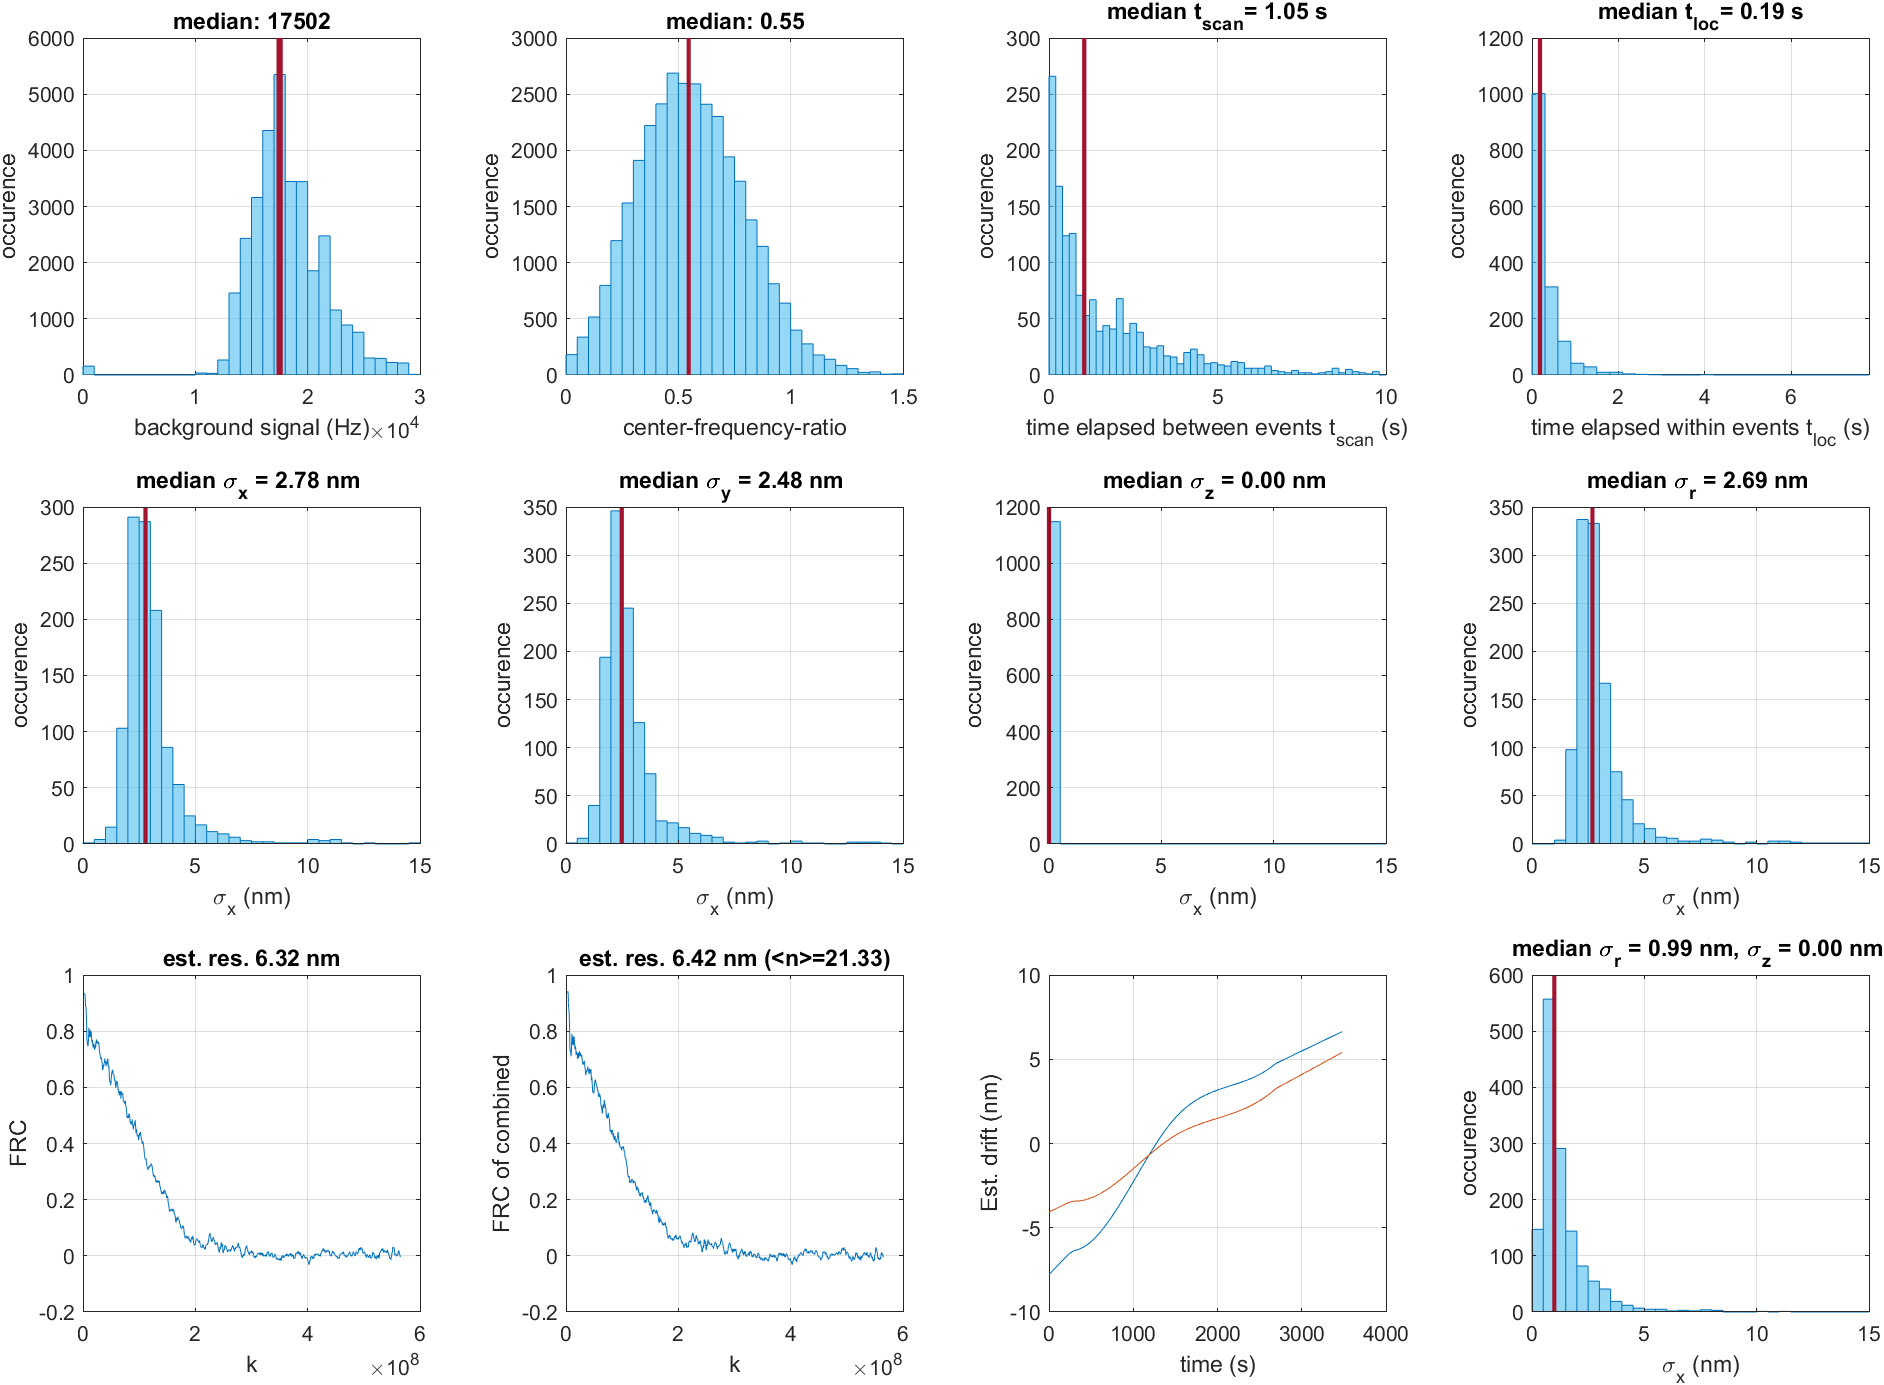 median: 17502
6000
5000
4000
3000
2000
1000
0
occurence
0 1 2 3
background signal (Hz) ×10⁴
median: 0.55
3000
2500
2000
1500
1000
500
0
occurence
0 0.5 1 1.5
center-frequency-ratio
median t_scan = 1.05 s
300
250
200
150
100
50
0
occurence
0 5 10
time elapsed between events t_scan (s)
median t_loc = 0.19 s
1200
1000
800
600
400
200
0
occurence
0 2 4 6
time elapsed within events t_loc (s)
median σ_x = 2.78 nm
300
250
200
150
100
50
0
occurence
0 5 10 15
σ_x (nm)
median σ_y = 2.48 nm
350
300
250
200
150
100
50
0
occurence
0 5 10 15
σ_x (nm)
median σ_z = 0.00 nm
1200
1000
800
600
400
200
0
occurence
0 5 10 15
σ_x (nm)
median σ_r = 2.69 nm
350
300
250
200
150
100
50
0
occurence
0 5 10 15
σ_x (nm)
est. res. 6.32 nm
1
0.8
0.6
0.4
0.2
0
-0.2
FRC
0 2 4 6
k ×10⁸
est. res. 6.42 nm (<n>=21.33)
1
0.8
0.6
0.4
0.2
0
-0.2
FRC of combined
0 2 4 6
k ×10⁸
10
5
0
-5
-10
Est. drift (nm)
0 1000 2000 3000 4000
time (s)
median σ_r = 0.99 nm, σ_z = 0.00 nm
600
500
400
300
200
100
0
occurence
0 5 10 15
σ_x (nm)